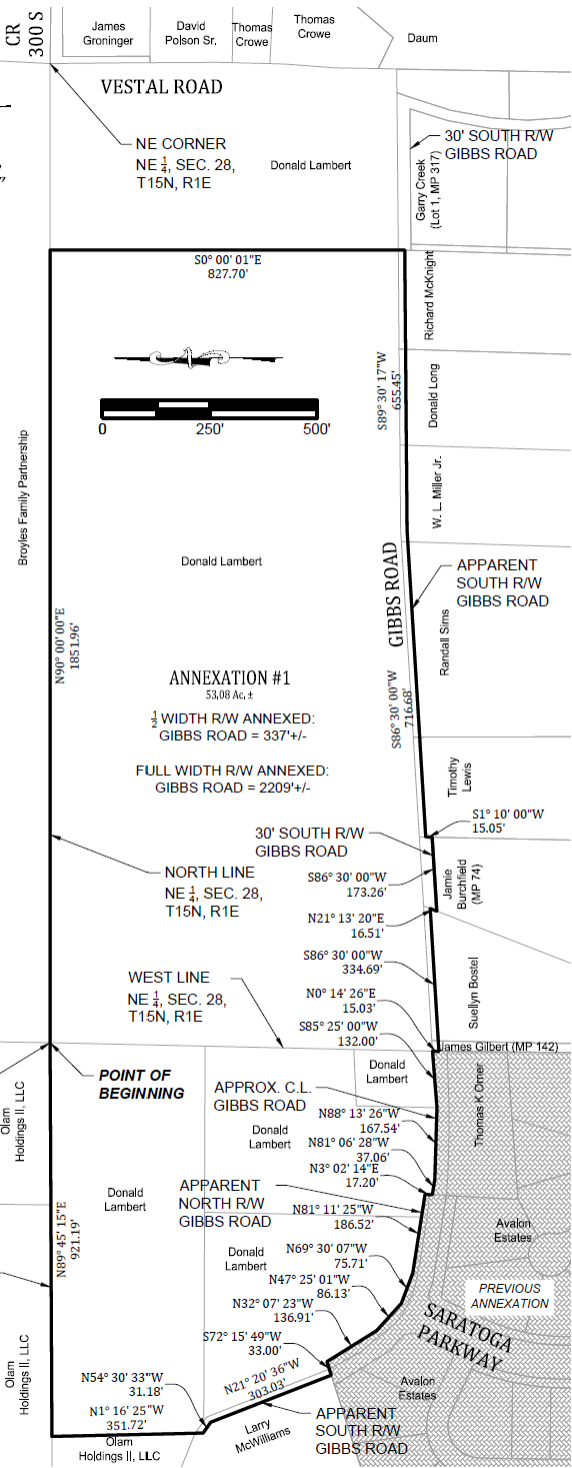 CR
300 S
James
Groninger
David
Polson Sr.
Thomas
Crowe
Thomas
Crowe
Daum
VESTAL ROAD
NE CORNER
NE 1/4, SEC. 28,
T15N, R1E
Donald Lambert
30' SOUTH R/W
GIBBS ROAD
Garry Creek
(Lot 1, MP 317)
S0° 00' 01"E
827.70'
Richard McKnight
0
250'
500'
S89° 30' 17"W
655.45'
Donald Long
W. L. Miller Jr.
Broyles Family Partnership
Donald Lambert
GIBBS ROAD
APPARENT
SOUTH R/W
GIBBS ROAD
Randall Sims
N90° 00' 00"E
1851.96'
ANNEXATION #1
53.08 Ac. ±
1/2 WIDTH R/W ANNEXED:
GIBBS ROAD = 337'+/-
FULL WIDTH R/W ANNEXED:
GIBBS ROAD = 2209'+/-
S86° 30' 00"W
716.68'
Timothy
Lewis
S1° 10' 00"W
15.05'
30' SOUTH R/W
GIBBS ROAD
NORTH LINE
NE 1/4, SEC. 28,
T15N, R1E
S86° 30' 00"W
173.26'
Jamie
Burchfield
(MP 74)
N21° 13' 20"E
16.51'
S86° 30' 00"W
334.69'
Suellyn Bostel
WEST LINE
NE 1/4, SEC. 28,
T15N, R1E
N0° 14' 26"E
15.03'
S85° 25' 00"W
132.00'
James Gilbert (MP 142)
POINT OF
BEGINNING
Olam
Holdings II, LLC
Donald
Lambert
APPROX. C.L.
GIBBS ROAD
Thomas K Orner
N88° 13' 26"W
167.54'
Donald
Lambert
N81° 06' 28"W
37.06'
N3° 02' 14"E
17.20'
Donald
Lambert
APPARENT
NORTH R/W
GIBBS ROAD
N89° 45' 15"E
921.19'
N81° 11' 25"W
186.52'
Avalon
Estates
Donald
Lambert
N69° 30' 07"W
75.71'
N47° 25' 01"W
86.13'
PREVIOUS
ANNEXATION
N32° 07' 23"W
136.91'
SARATOGA
PARKWAY
S72° 15' 49"W
33.00'
Olam
Holdings II, LLC
N54° 30' 33"W
31.18'
N21° 20' 36"W
303.03'
Avalon
Estates
N1° 16' 25"W
351.72'
APPARENT
SOUTH R/W
GIBBS ROAD
Larry
McWilliams
Olam
Holdings II, LLC